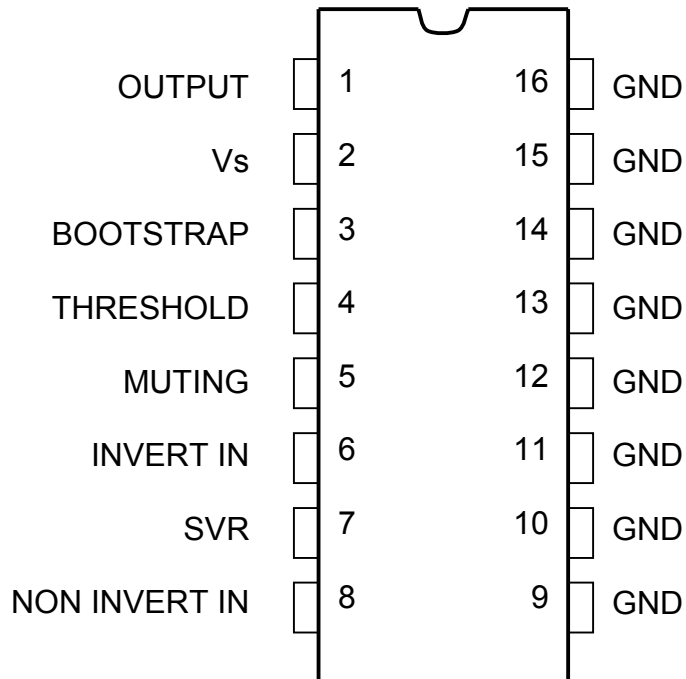 OUTPUT 1 16 GND
Vs 2 15 GND
BOOTSTRAP 3 14 GND
THRESHOLD 4 13 GND
MUTING 5 12 GND
INVERT IN 6 11 GND
SVR 7 10 GND
NON INVERT IN 8 9 GND